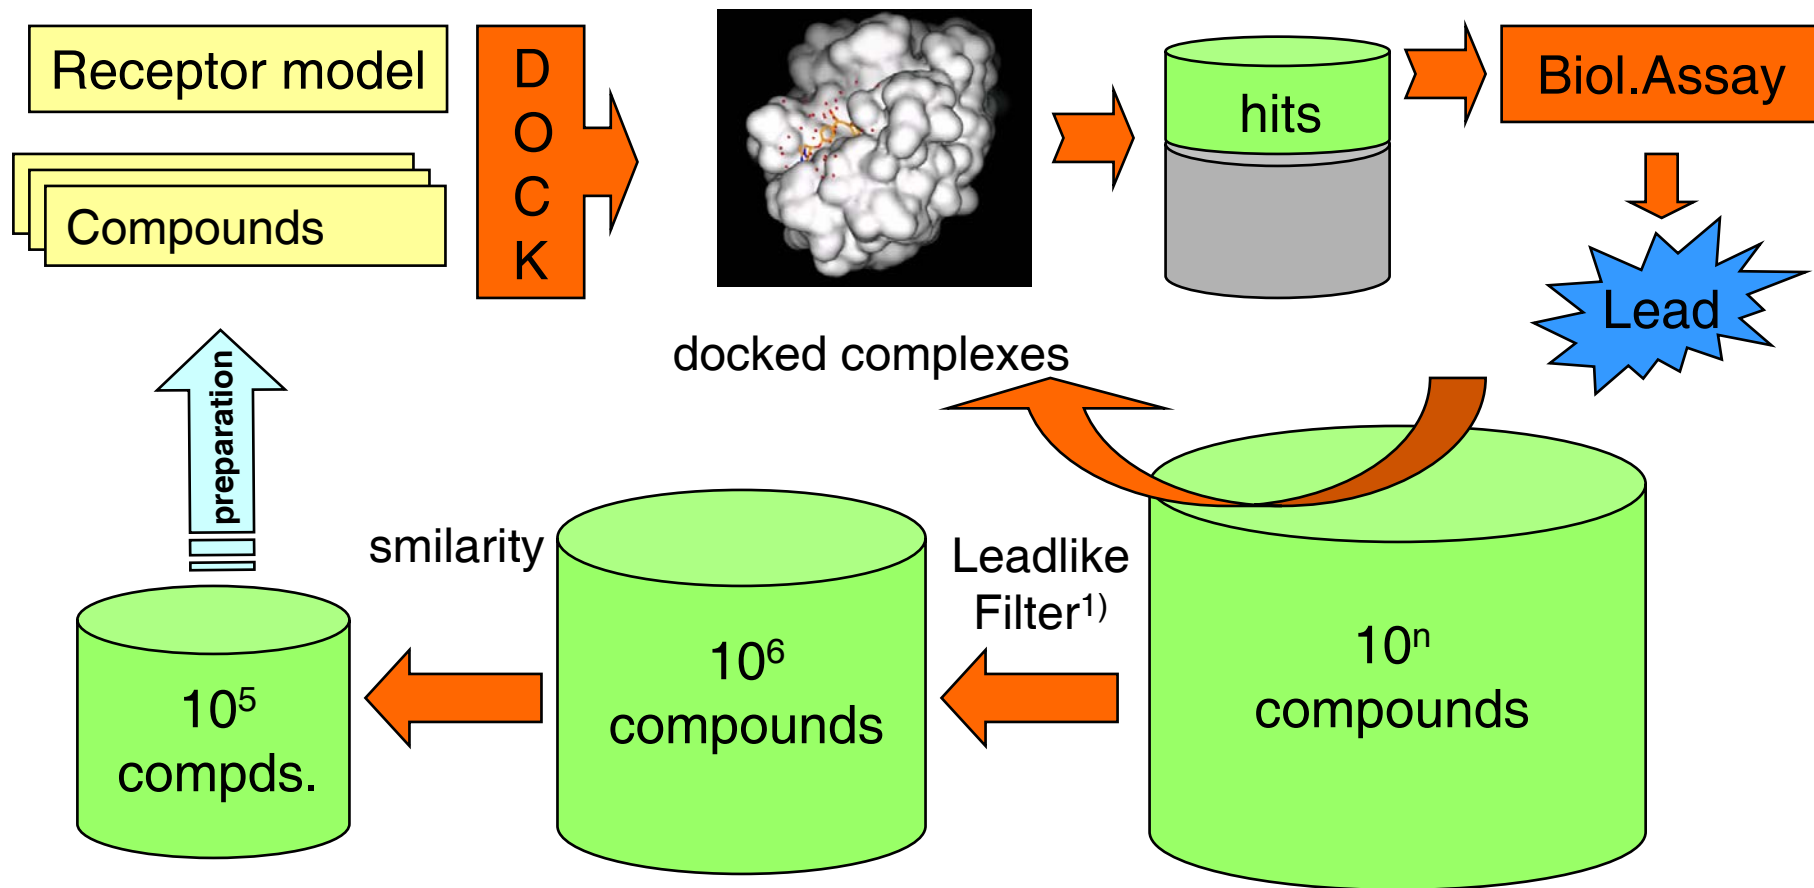 Receptor model
Compounds
D
O
C
K
hits
Biol.Assay
Lead
docked complexes
preparation
smilarity
Leadlike
Filter¹⁾
10⁵
compds.
10⁶
compounds
10ⁿ
compounds